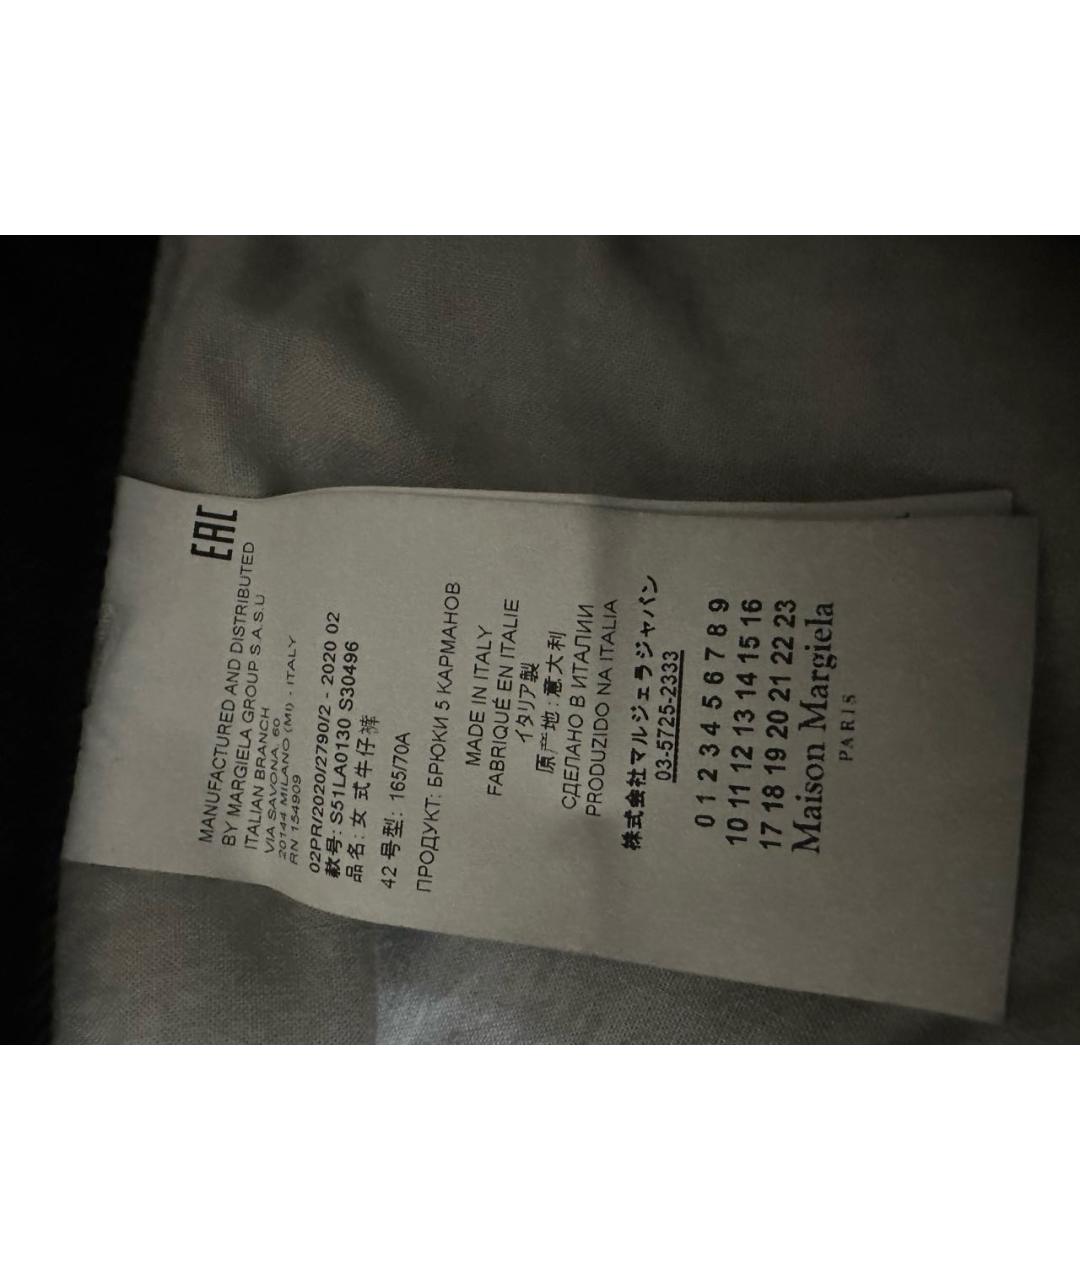 EAC
MANUFACTURED AND DISTRIBUTED
BY MARGIELA GROUP S.A.S.U
ITALIAN BRANCH
VIA SAVONA, 60
20144 MILANO (MI) - ITALY
RN 154909
02PR/2020/2790/2 - 2020 02
款号: S51LA0130 S30496
品名: 女 式 牛 仔 裤
42 号型: 165/70A
ПРОДУКТ: БРЮКИ 5 КАРМАНОВ
MADE IN ITALY
FABRIQUÉ EN ITALIE
イタリア製
原产地:意大利
СДЕЛАНО В ИТАЛИИ
PRODUZIDO NA ITALIA
株式会社マルジェラジャパン
03-5725-2333
0 1 2 3 4 5 6 7 8 9
10 11 12 13 14 15 16
17 18 19 20 21 22 23
Maison Margiela
PARIS